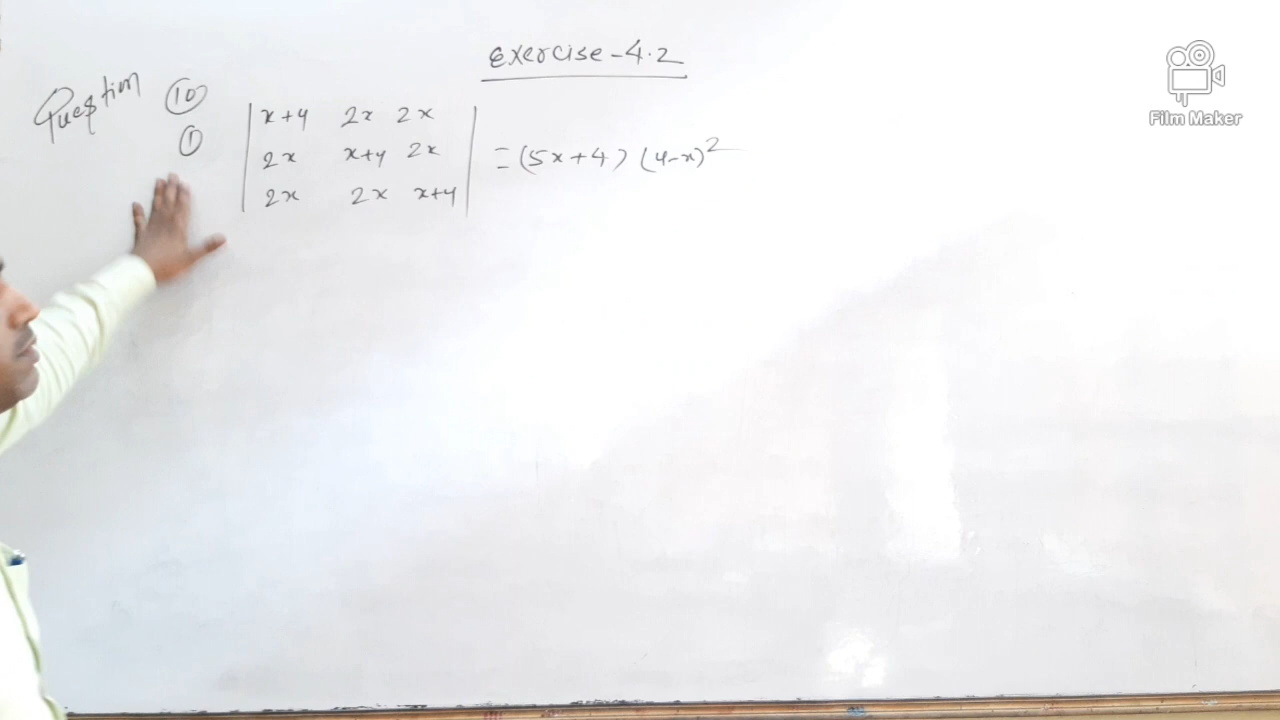 Exercise-4.2
Question 10
1
| x+4 2x 2x |
| 2x x+4 2x | = (5x+4) (4-x)²
| 2x 2x x+4 |
Film Maker